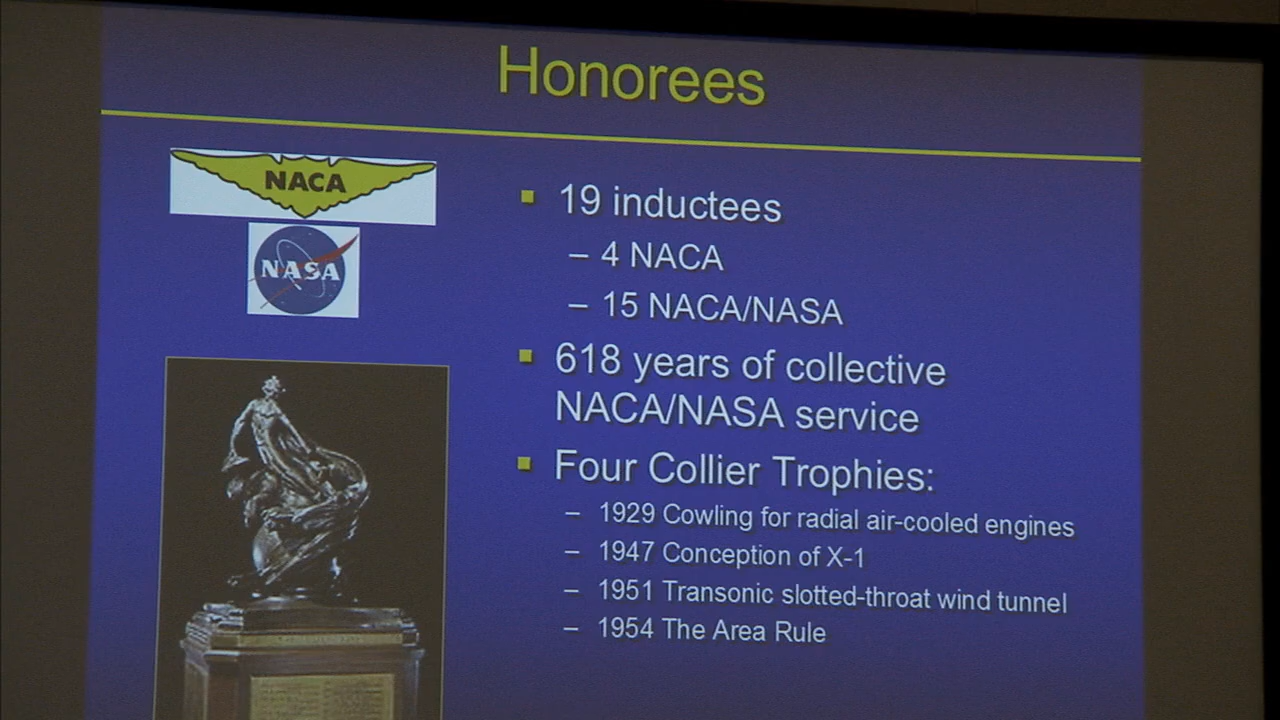 Honorees
NACA
NASA
19 inductees
– 4 NACA
– 15 NACA/NASA
618 years of collective
NACA/NASA service
Four Collier Trophies:
– 1929 Cowling for radial air-cooled engines
– 1947 Conception of X-1
– 1951 Transonic slotted-throat wind tunnel
– 1954 The Area Rule